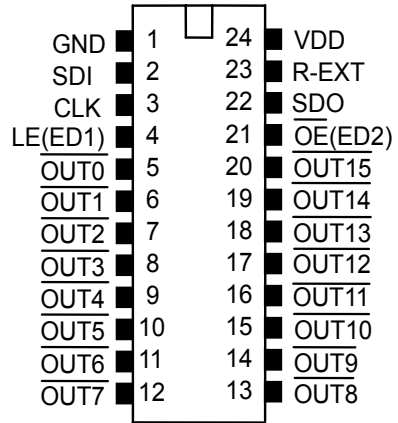 GND 1 24 VDD
SDI 2 23 R-EXT
CLK 3 22 SDO
LE(ED1) 4 21 OE(ED2)
OUT0 5 20 OUT15
OUT1 6 19 OUT14
OUT2 7 18 OUT13
OUT3 8 17 OUT12
OUT4 9 16 OUT11
OUT5 10 15 OUT10
OUT6 11 14 OUT9
OUT7 12 13 OUT8